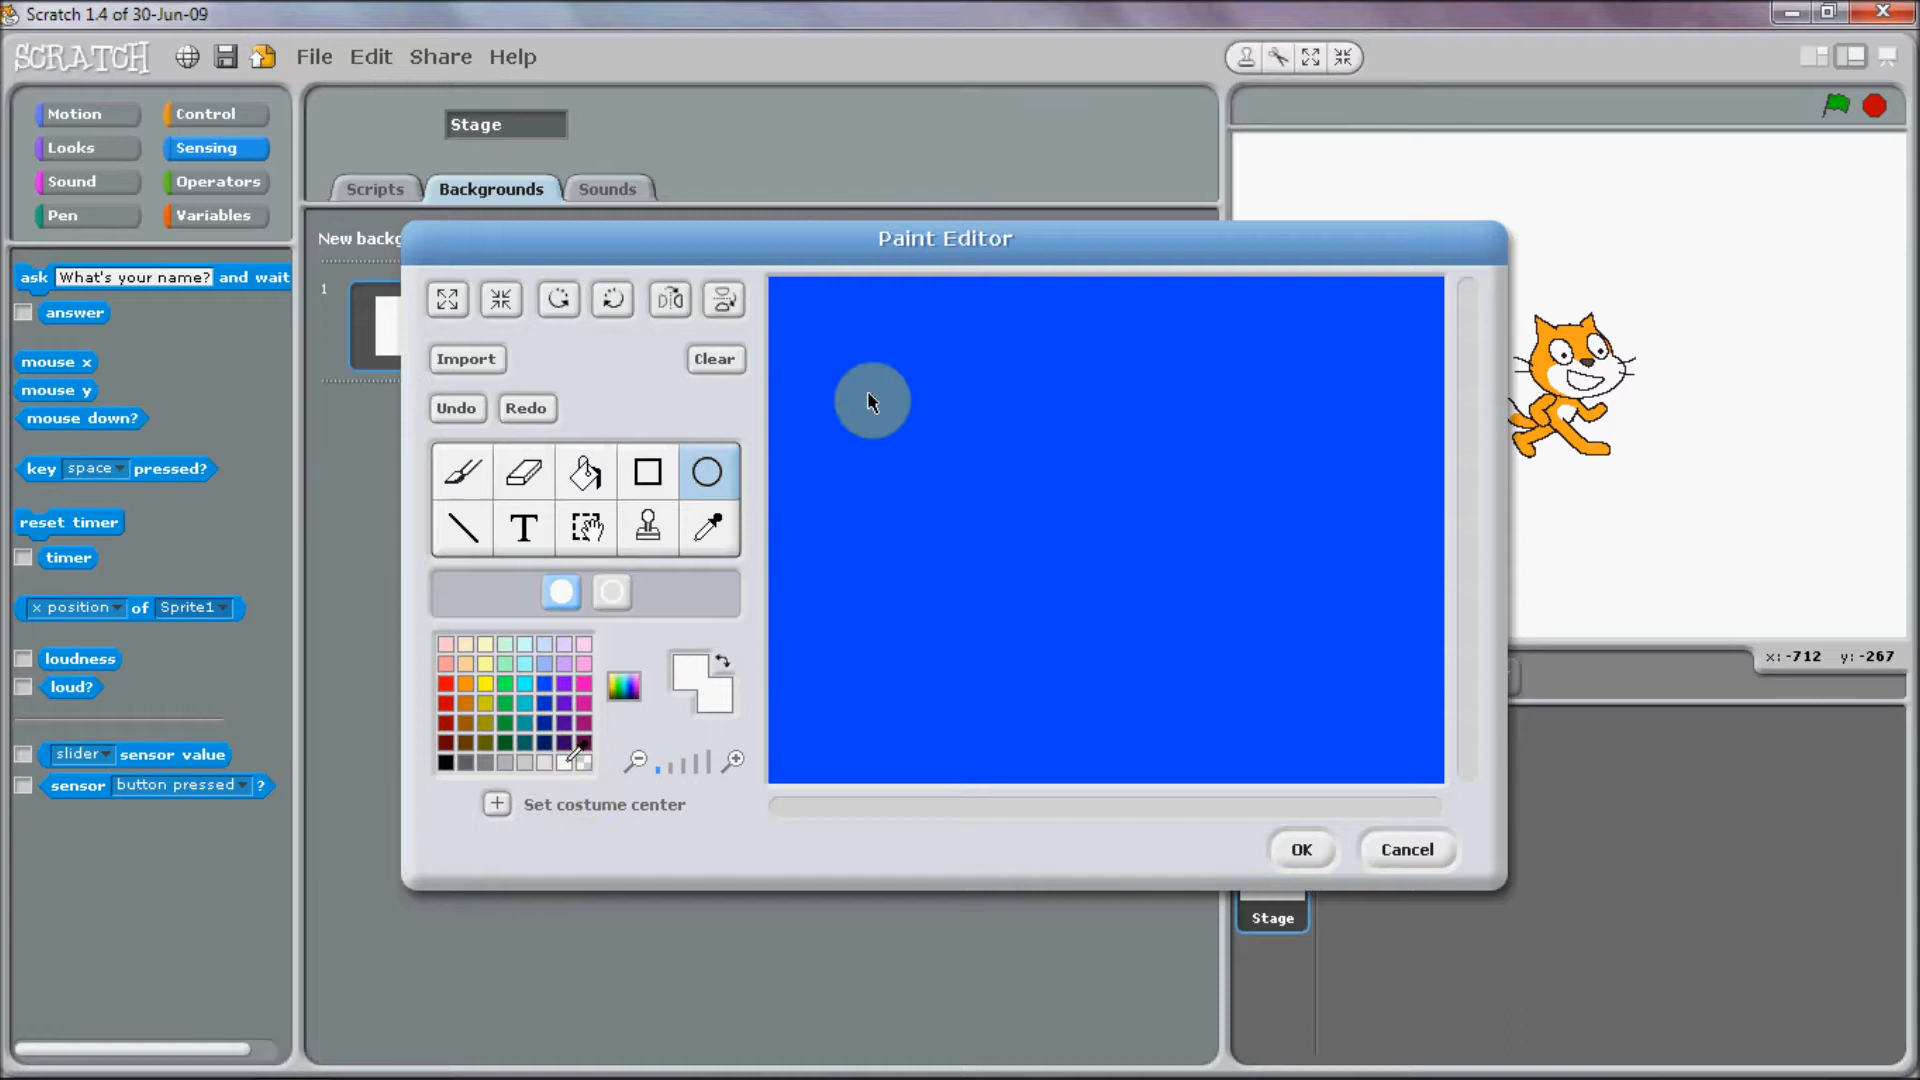 Scratch 1.4 of 30-Jun-09
SCRATCH
File Edit Share Help
Motion Control
Looks Sensing
Sound Operators
Pen Variables
Stage
Scripts Backgrounds Sounds
New backg
1
Paint Editor
Import Clear
Undo Redo
T
Set costume center
OK Cancel
ask What's your name? and wait
answer
mouse x
mouse y
mouse down?
key space pressed?
reset timer
timer
x position of Sprite1
loudness
loud?
slider sensor value
sensor button pressed ?
x: -712 y: -267
Stage